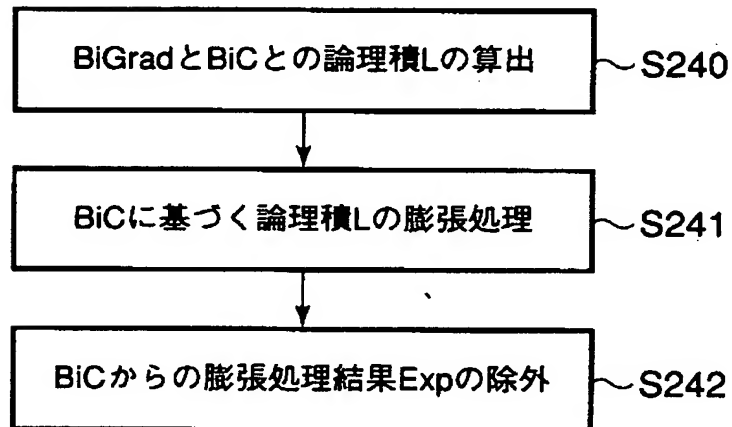 BiGradとBiCとの論理積Lの算出
S240
BiCに基づく論理積Lの膨張処理
S241
BiCからの膨張処理結果Expの除外
S242